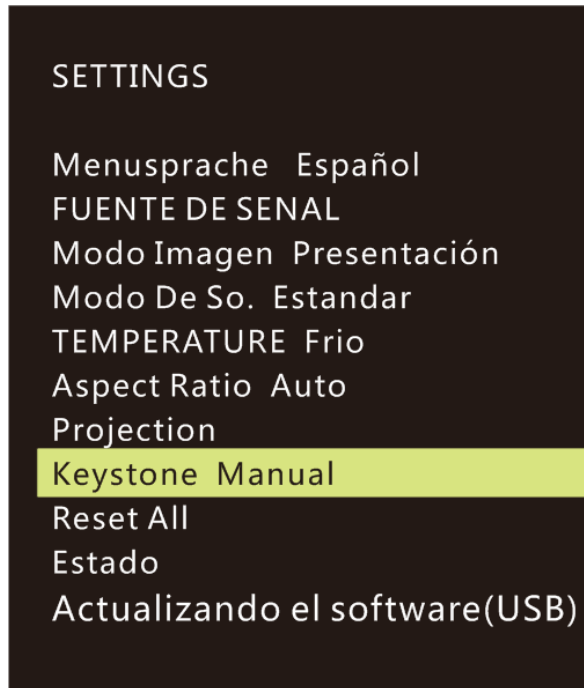 SETTINGS
Menusprache Español
FUENTE DE SENAL
Modo Imagen Presentación
Modo De So. Estandar
TEMPERATURE Frio
Aspect Ratio Auto
Projection
Keystone Manual
Reset All
Estado
Actualizando el software(USB)